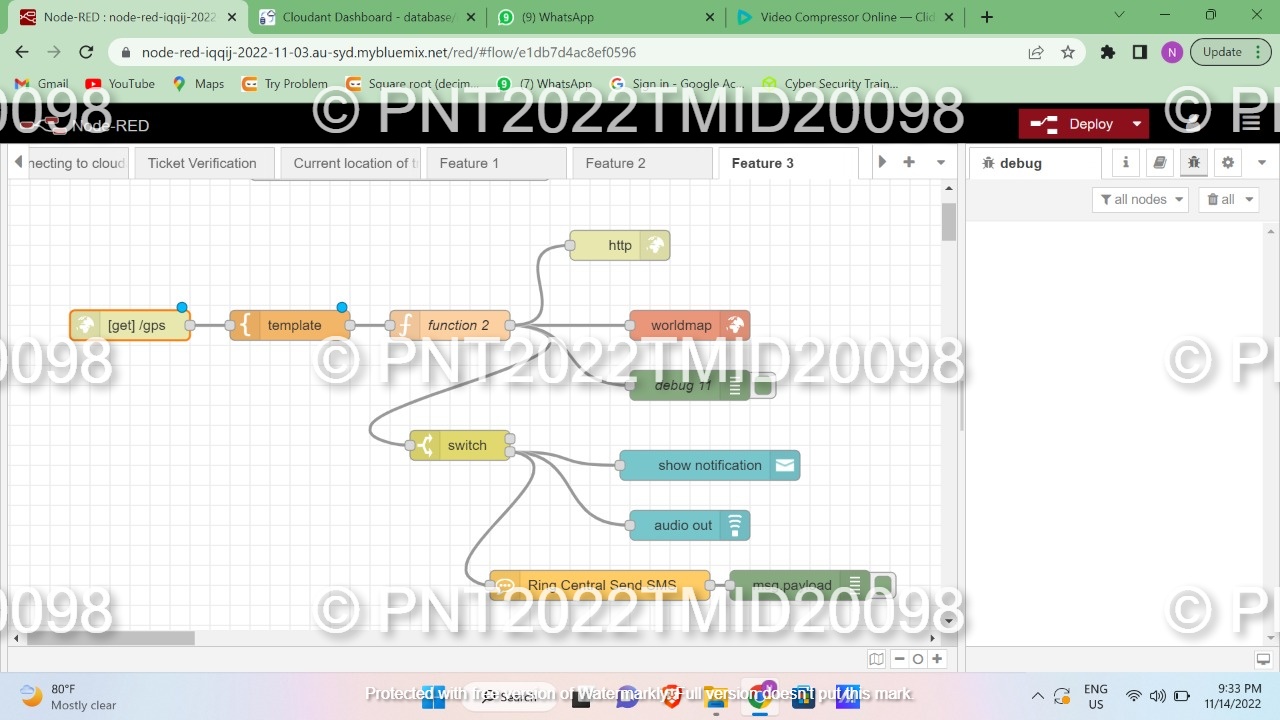 Node-RED : node-red-iqqij-2022
Cloudant Dashboard - database/
(9) WhatsApp
Video Compressor Online — Clid
node-red-iqqij-2022-11-03.au-syd.mybluemix.net/red/#flow/e1db7d4ac8ef0596
N
Update
Gmail
YouTube
Maps
Try Problem
Square root (decim...
(7) WhatsApp
Sign in - Google Ac...
Cyber Security Train...
20098
© PNT2022TMID20098
© P
Node-RED
Deploy
necting to cloud
Ticket Verification
Current location of t
Feature 1
Feature 2
Feature 3
debug
all nodes
all
http
[get] /gps
template
function 2
worldmap
20098
© PNT2022TMID20098
© P
debug 11
switch
show notification
audio out
Ring Central Send SMS
msg.payload
20098
© PNT2022TMID20098
© P
80°F
Mostly clear
Search
Protected with free version of Watermarkly. Full version doesn't put this mark.
ENG
US
9:33 PM
11/14/2022